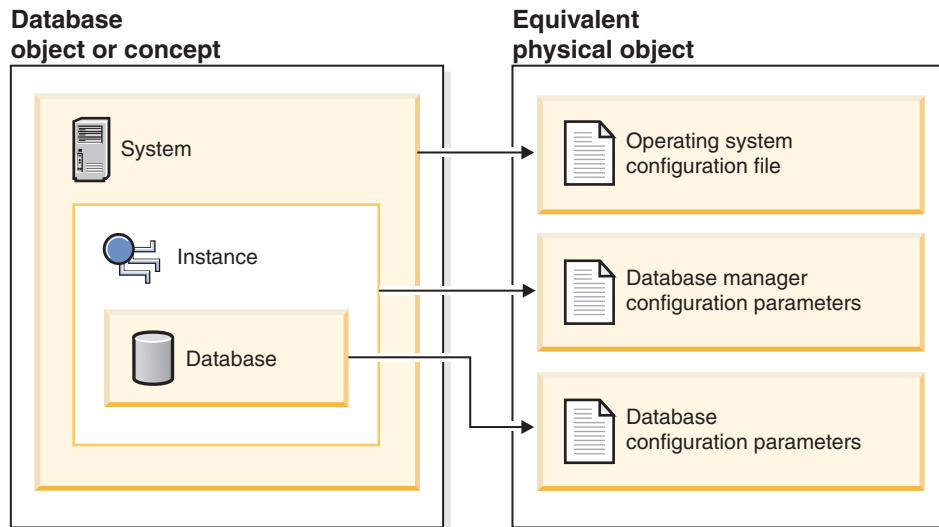 Database
object or concept
Equivalent
physical object
System
Operating system
configuration file
Instance
Database manager
configuration parameters
Database
Database
configuration parameters